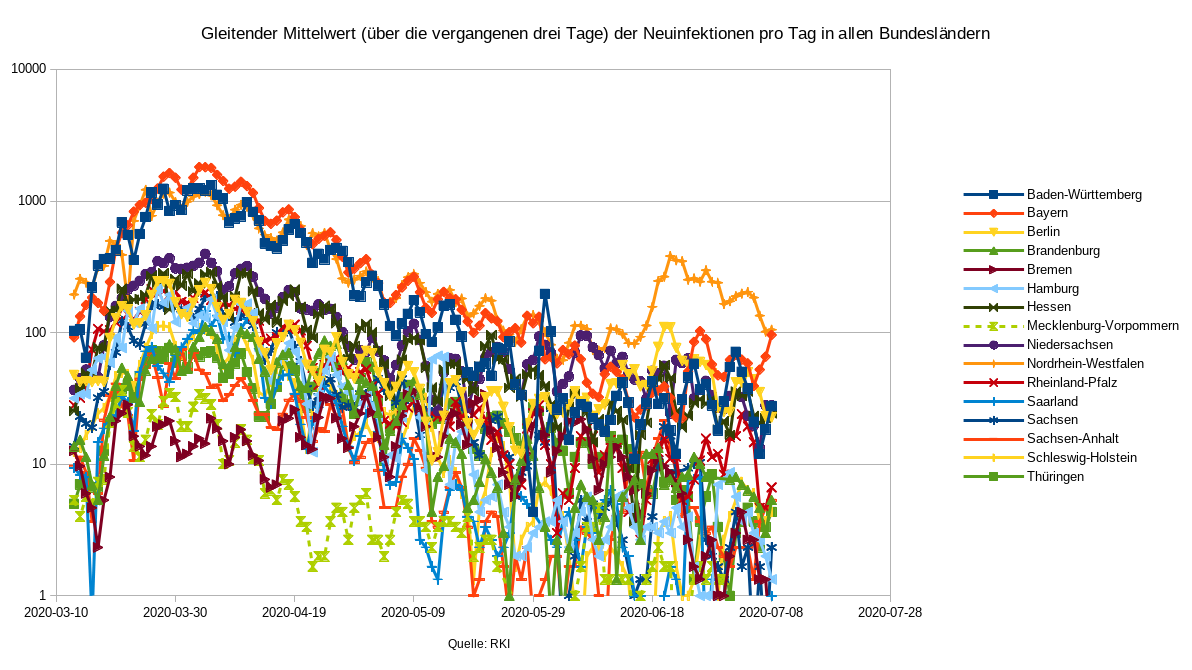 Gleitender Mittelwert (über die vergangenen drei Tage) der Neuinfektionen pro Tag in allen Bundesländern
10000
1000
100
10
1
2020-03-10 2020-03-30 2020-04-19 2020-05-09 2020-05-29 2020-06-18 2020-07-08 2020-07-28
Quelle: RKI
Baden-Württemberg
Bayern
Berlin
Brandenburg
Bremen
Hamburg
Hessen
Mecklenburg-Vorpommern
Niedersachsen
Nordrhein-Westfalen
Rheinland-Pfalz
Saarland
Sachsen
Sachsen-Anhalt
Schleswig-Holstein
Thüringen